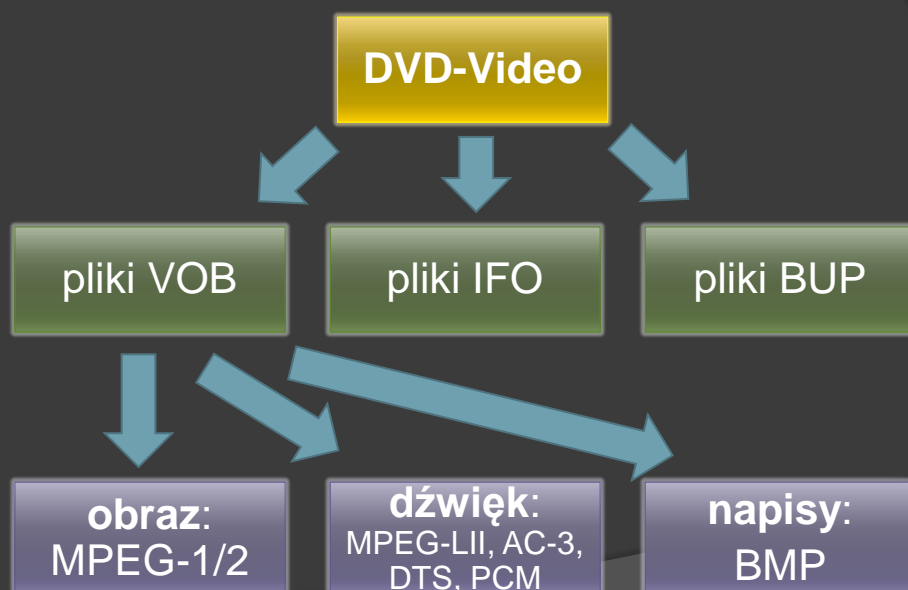 DVD-Video
pliki VOB
pliki IFO
pliki BUP
obraz:
MPEG-1/2
dźwięk:
MPEG-LII, AC-3,
DTS, PCM
napisy:
BMP